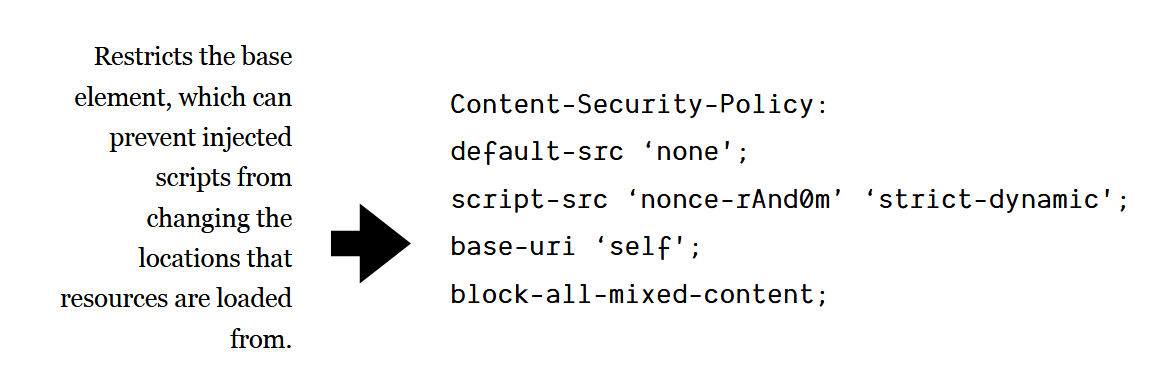 Restricts the base
element, which can
prevent injected
scripts from
changing the
locations that
resources are loaded
from.
Content-Security-Policy:
default-src ‘none';
script-src ‘nonce-rAnd0m’ ‘strict-dynamic';
base-uri ‘self';
block-all-mixed-content;